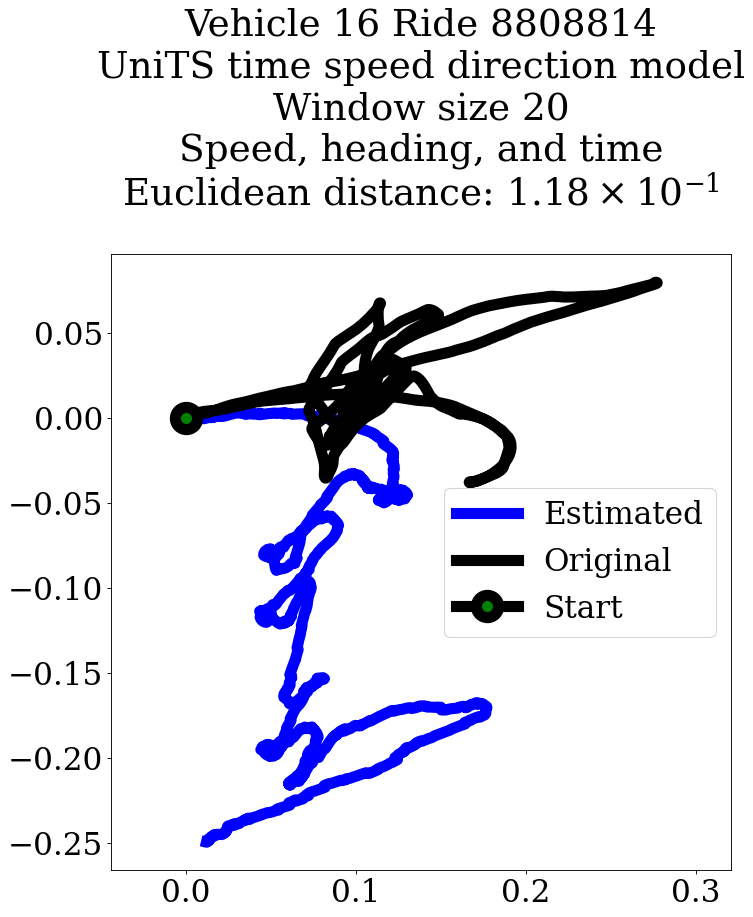 Vehicle 16 Ride 8808814
UniTS time speed direction model
Window size 20
Speed, heading, and time
Euclidean distance: 1.18 × 10⁻¹
0.05
0.00
−0.05
−0.10
−0.15
−0.20
−0.25
Estimated
Original
Start
0.0 0.1 0.2 0.3